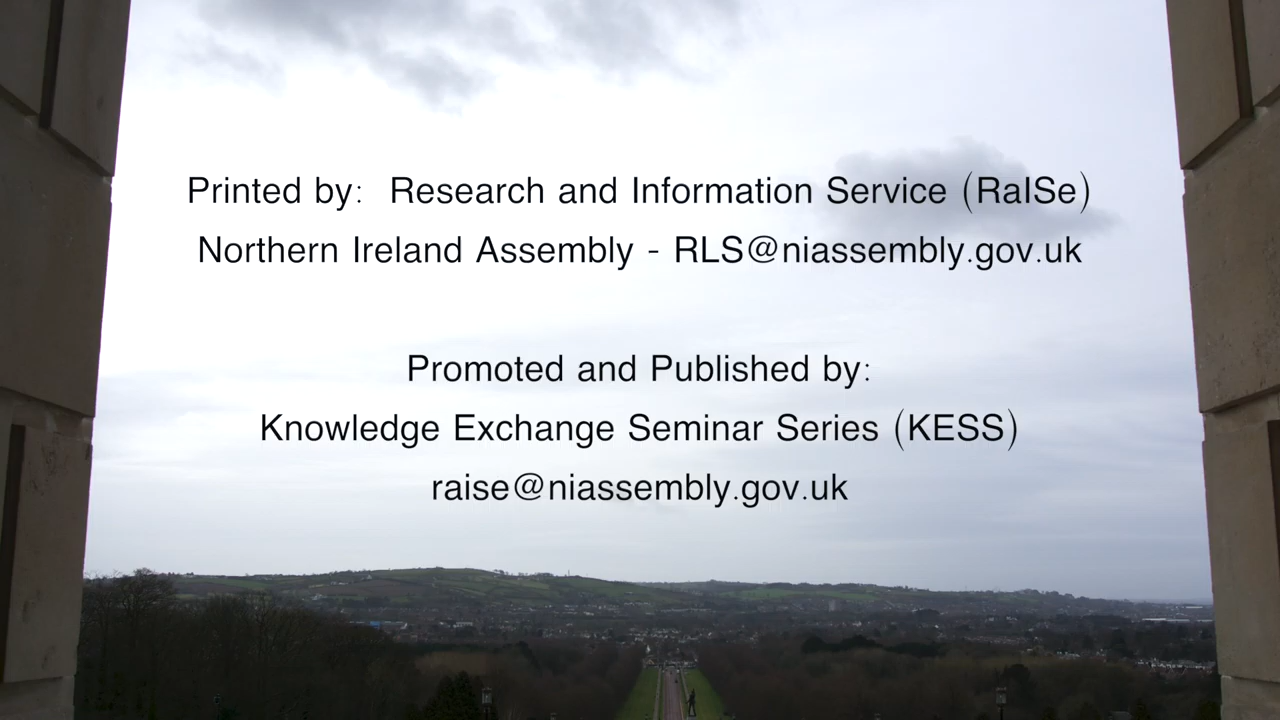 Printed by:  Research and Information Service (RaISe)
Northern Ireland Assembly - RLS@niassembly.gov.uk
Promoted and Published by:
Knowledge Exchange Seminar Series (KESS)
raise@niassembly.gov.uk